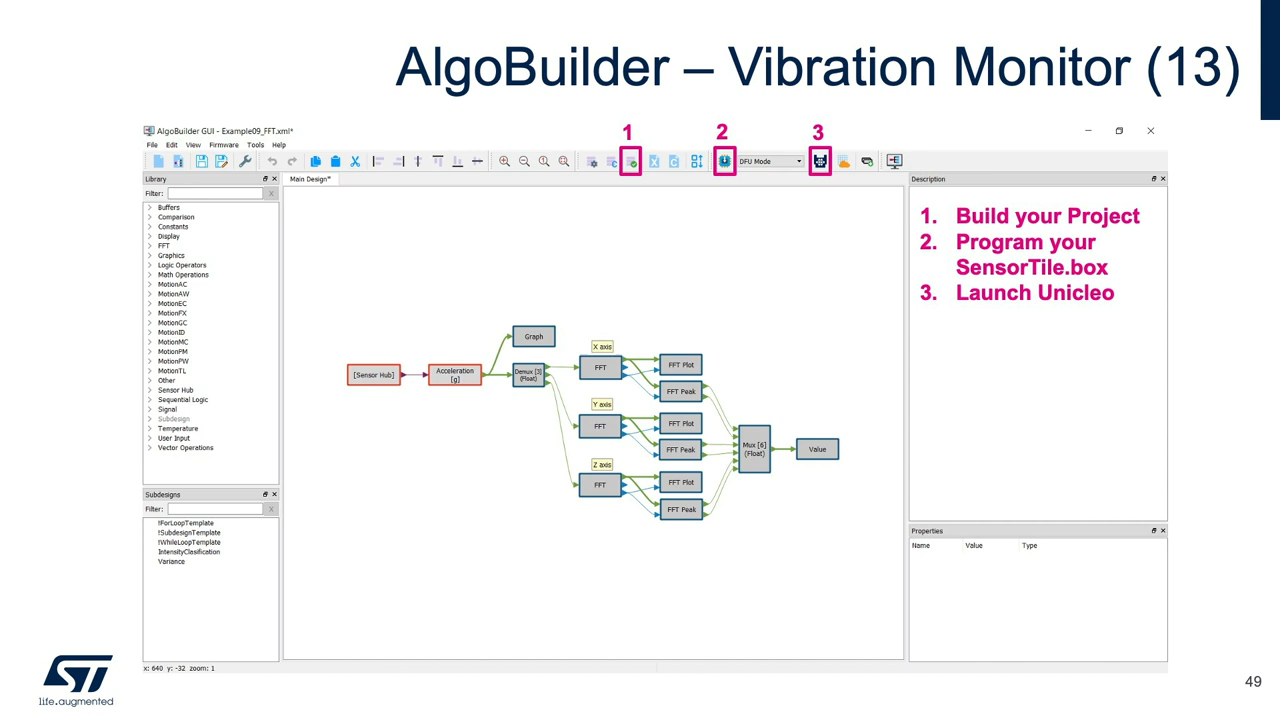 AlgoBuilder – Vibration Monitor (13)
AlgoBuilder GUI - Example09_FFT.xml*
File Edit View Firmware Tools Help
1
2
3
DFU Mode
Library
Filter:
X
Buffers
Comparison
Constants
Display
FFT
Graphics
Logic Operators
Math Operations
MotionAC
MotionAW
MotionEC
MotionFX
MotionGC
MotionID
MotionMC
MotionPM
MotionPW
MotionTL
Other
Sensor Hub
Sequential Logic
Signal
Subdesign
Temperature
User Input
Vector Operations
Subdesigns
Filter:
X
!ForLoopTemplate
!SubdesignTemplate
!WhileLoopTemplate
IntensityClasification
Variance
Main Design*
[Sensor Hub]
Acceleration
[g]
Graph
Demux [3]
(Float)
X axis
FFT
FFT Plot
FFT Peak
Y axis
FFT
FFT Plot
FFT Peak
Z axis
FFT
FFT Plot
FFT Peak
Mux [6]
(Float)
Value
Description
1. Build your Project
2. Program your
SensorTile.box
3. Launch Unicleo
Properties
Name Value Type
x: 640 y: -32 zoom: 1
ST
life.augmented
49